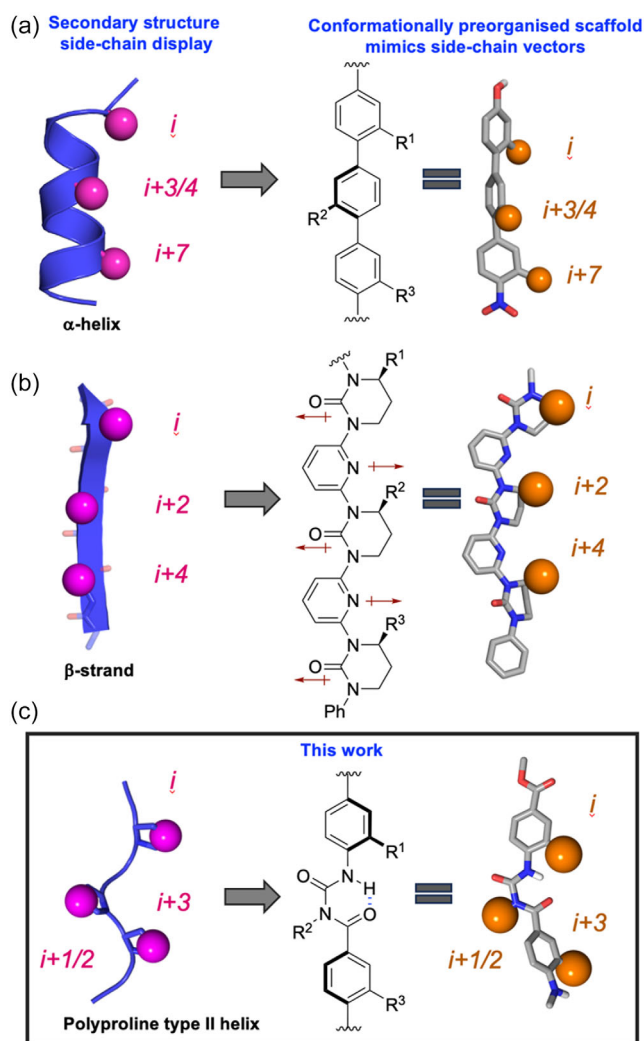 (a)
Secondary structure
side-chain display
Conformationally preorganised scaffold
mimics side-chain vectors
i
i+3/4
i+7
α-helix
R¹
R²
R³
i
i+3/4
i+7
(b)
i
i+2
i+4
β-strand
R¹
N
O
N
N
R²
N
O
N
N
R³
N
O
N
Ph
i
i+2
i+4
(c)
This work
i
i+3
i+1/2
Polyproline type II helix
R¹
N
H
O
N
O
R²
R³
i
i+3
i+1/2